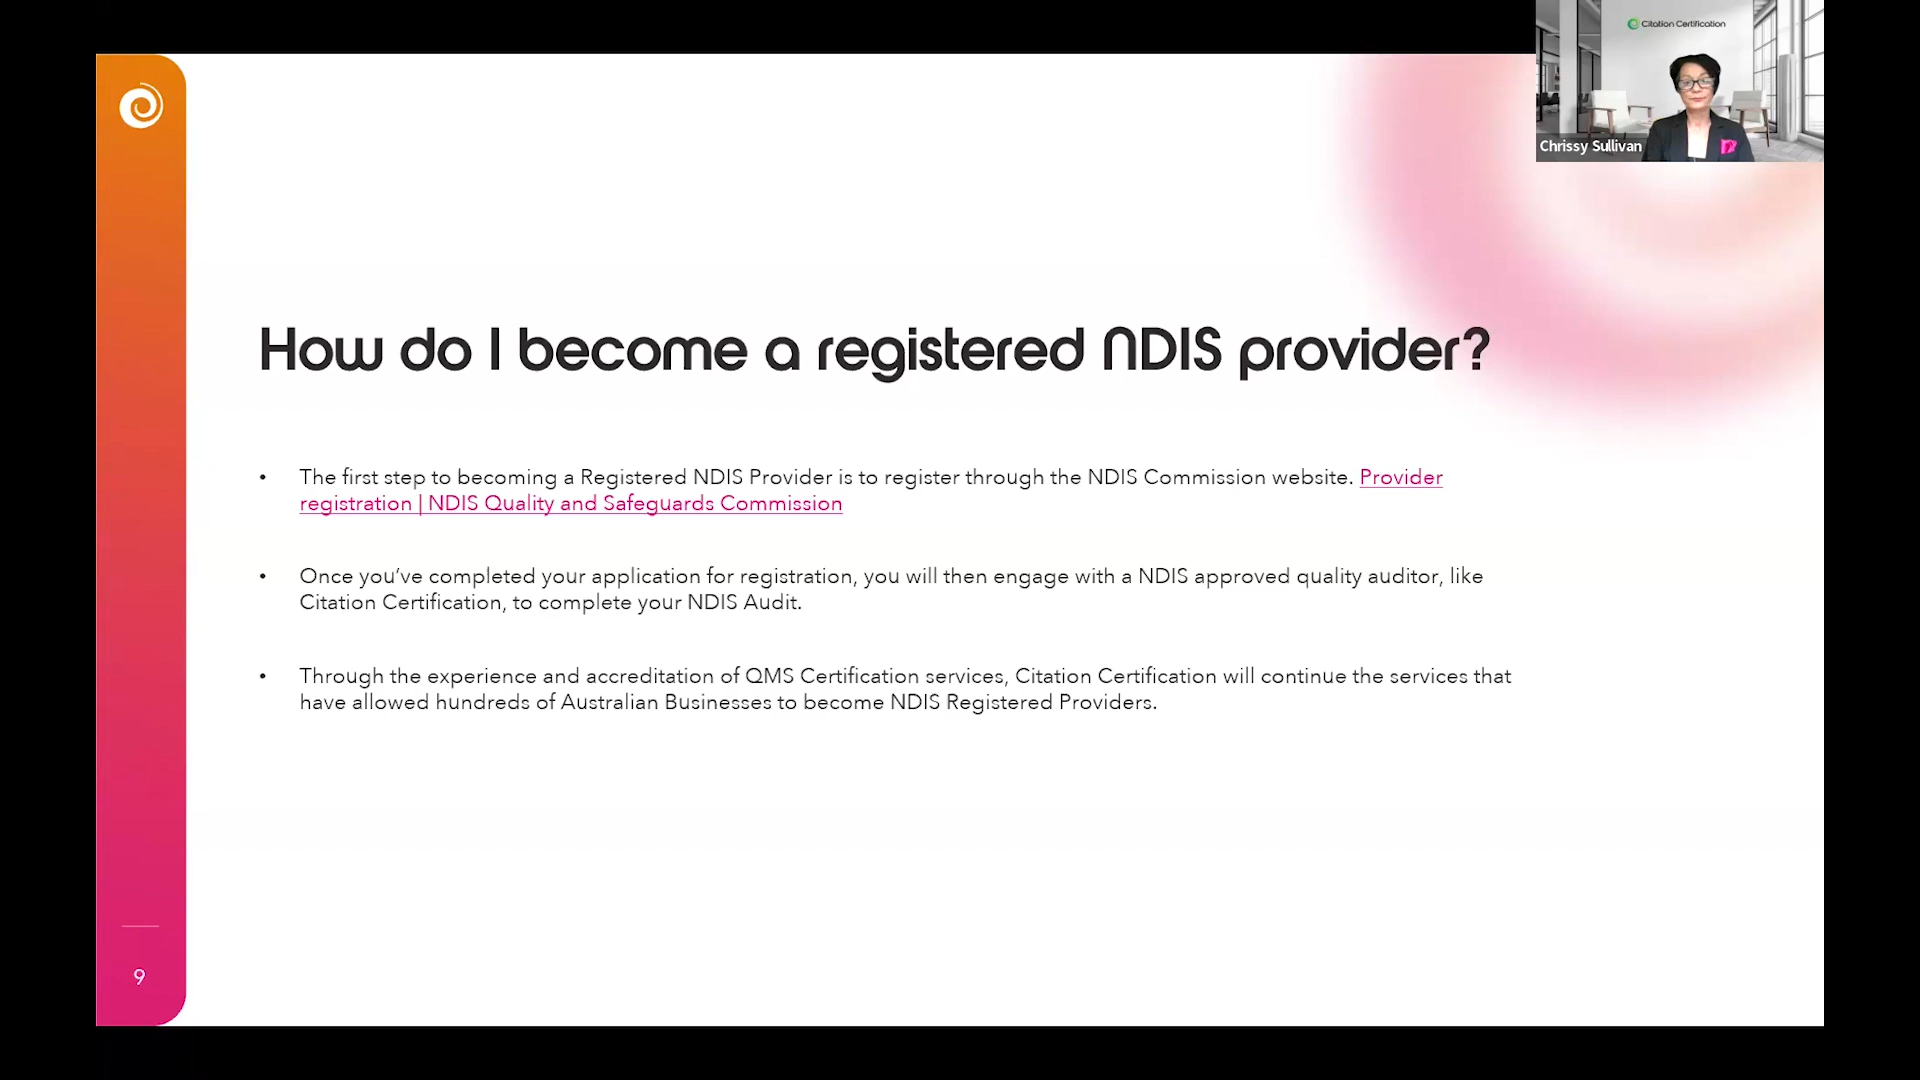 Citation Certification
Chrissy Sullivan
How do I become a registered NDIS provider?
• The first step to becoming a Registered NDIS Provider is to register through the NDIS Commission website. Provider
registration | NDIS Quality and Safeguards Commission
• Once you’ve completed your application for registration, you will then engage with a NDIS approved quality auditor, like
Citation Certification, to complete your NDIS Audit.
• Through the experience and accreditation of QMS Certification services, Citation Certification will continue the services that
have allowed hundreds of Australian Businesses to become NDIS Registered Providers.
9